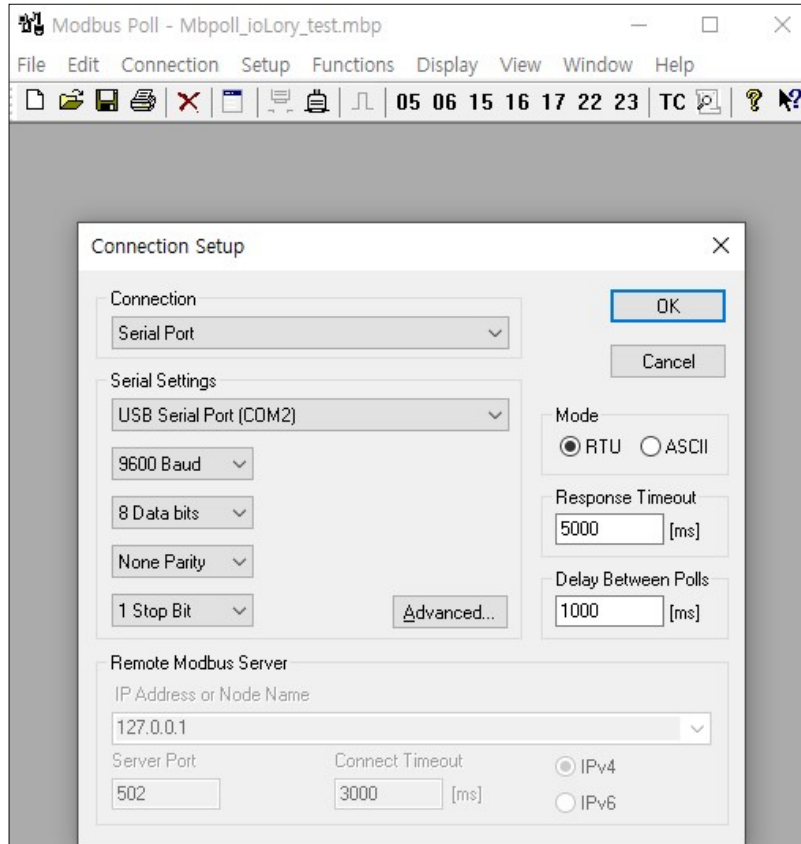 Modbus Poll - Mbpoll_ioLory_test.mbp
File Edit Connection Setup Functions Display View Window Help
05 06 15 16 17 22 23 TC
Connection Setup
Connection
OK
Serial Port
Cancel
Serial Settings
USB Serial Port (COM2)
Mode
RTU ASCII
9600 Baud
8 Data bits
Response Timeout
5000 [ms]
None Parity
Delay Between Polls
1 Stop Bit
Advanced...
1000 [ms]
Remote Modbus Server
IP Address or Node Name
127.0.0.1
Server Port Connect Timeout
IPv4
502 3000 [ms]
IPv6